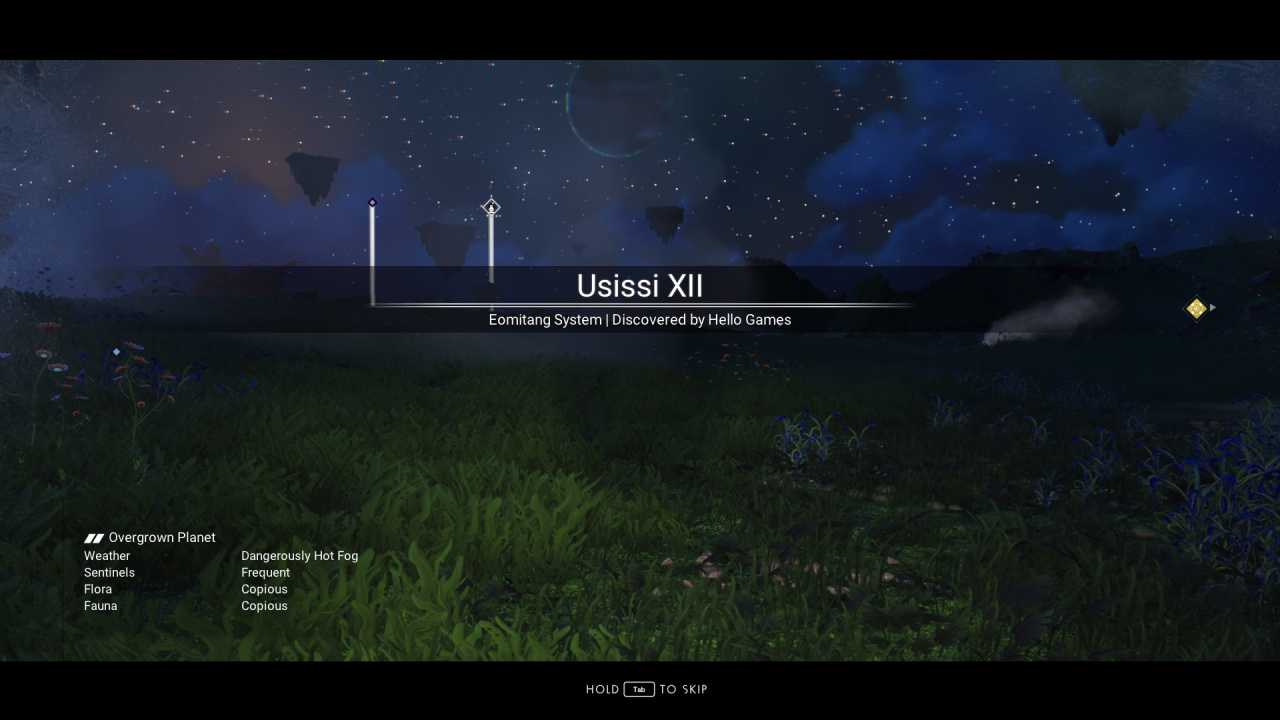 Usissi XII
Eomitang System | Discovered by Hello Games
Overgrown Planet
Weather Dangerously Hot Fog
Sentinels Frequent
Flora Copious
Fauna Copious
HOLD Tab TO SKIP